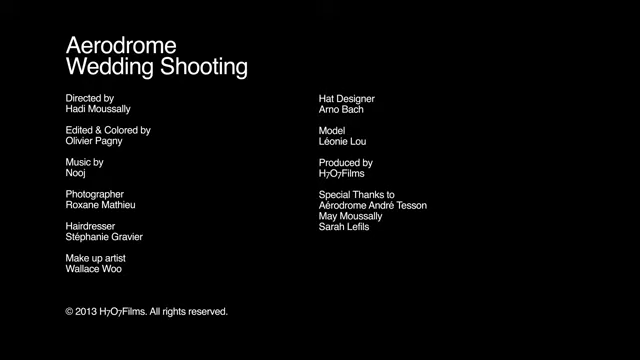 Aerodrome
Wedding Shooting
Directed by
Hadi Moussally
Edited & Colored by
Olivier Pagny
Music by
Nooj
Photographer
Roxane Mathieu
Hairdresser
Stéphanie Gravier
Make up artist
Wallace Woo
Hat Designer
Arno Bach
Model
Léonie Lou
Produced by
H₇O₇Films
Special Thanks to
Aérodrome André Tesson
May Moussally
Sarah Lefils
© 2013 H₇O₇Films. All rights reserved.